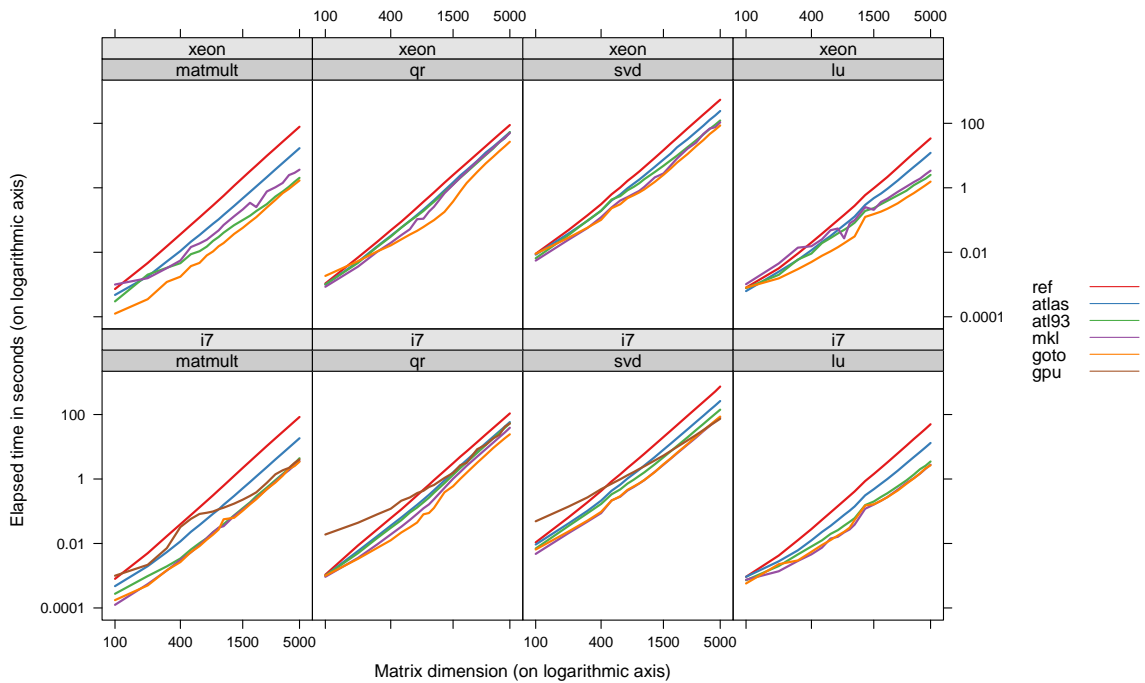 100 400 1500 5000 100 400 1500 5000
xeon xeon xeon xeon
matmult qr svd lu
100
1
0.01
0.0001
i7 i7 i7 i7
matmult qr svd lu
100
1
0.01
0.0001
100 400 1500 5000 100 400 1500 5000
Elapsed time in seconds (on logarithmic axis)
Matrix dimension (on logarithmic axis)
ref
atlas
atl93
mkl
goto
gpu